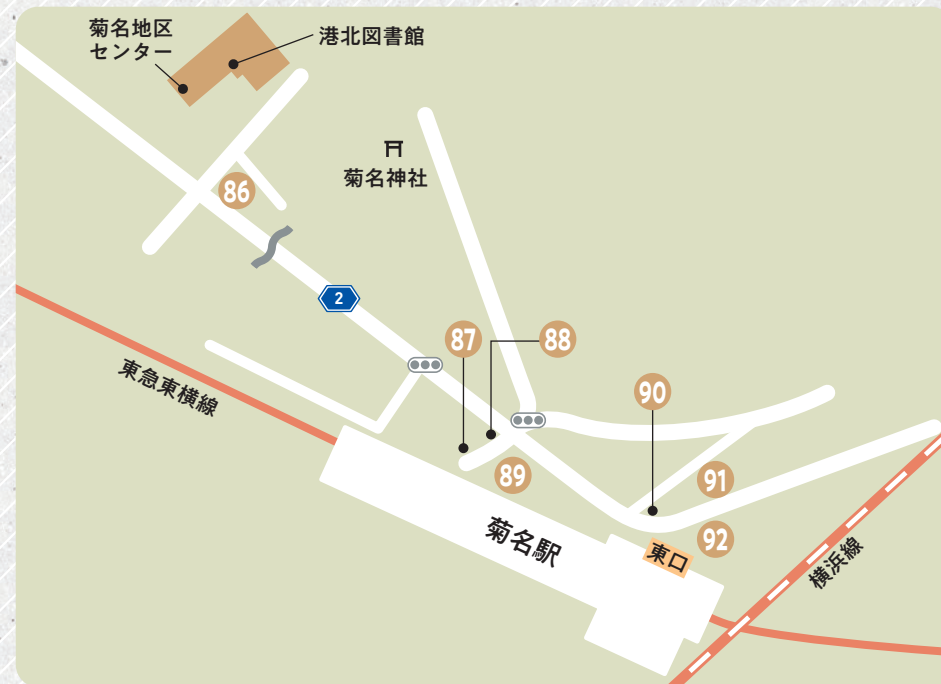 菊名地区
センター
港北図書館
菊名神社
86
2
東急東横線
87
88
89
90
91
92
菊名駅
東口
横浜線